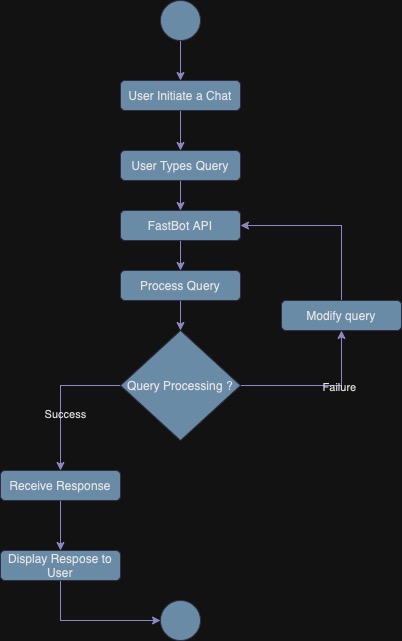 User Initiate a Chat
User Types Query
FastBot API
Process Query
Modify query
Query Processing ?
Failure
Success
Receive Response
Display Respose to
User